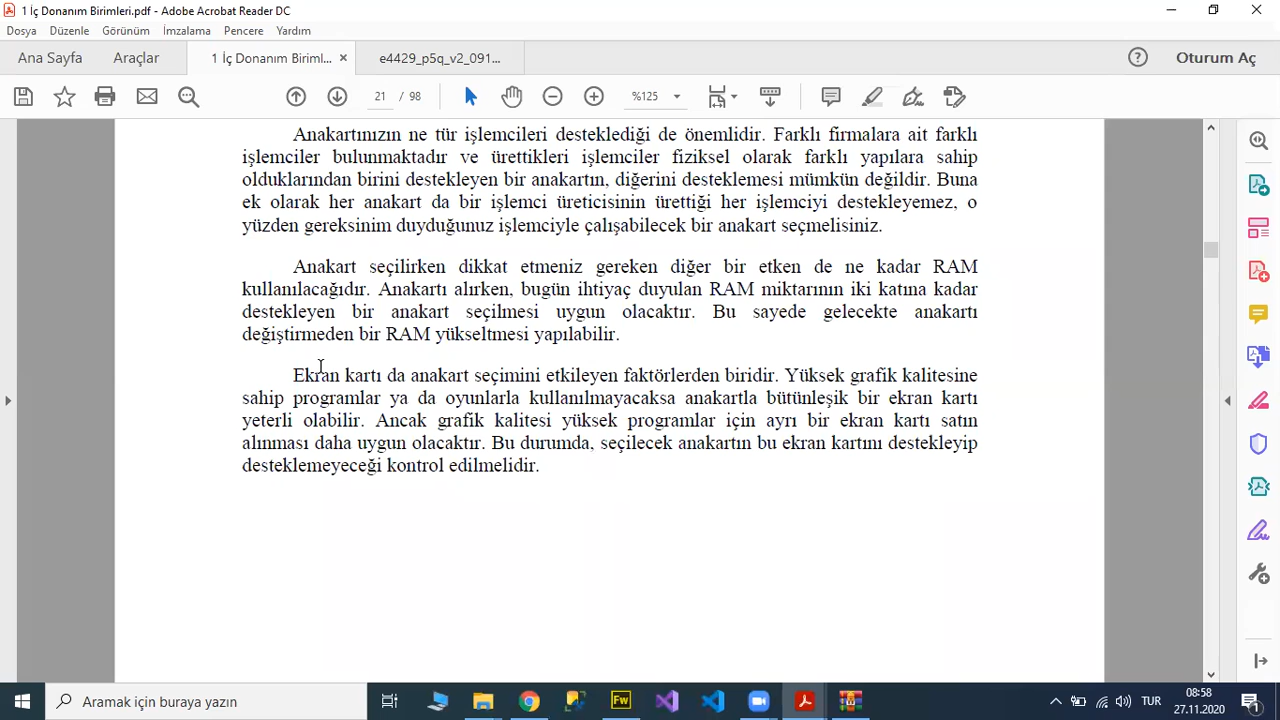 1 İç Donanım Birimleri.pdf - Adobe Acrobat Reader DC
Dosya Düzenle Görünüm İmzalama Pencere Yardım
Ana Sayfa Araçlar 1 İç Donanım Biriml... × e4429_p5q_v2_091... Oturum Aç
21 / 98 %125
Anakartınızın ne tür işlemcileri desteklediği de önemlidir. Farklı firmalara ait farklı
işlemciler bulunmaktadır ve ürettikleri işlemciler fiziksel olarak farklı yapılara sahip
olduklarından birini destekleyen bir anakartın, diğerini desteklemesi mümkün değildir. Buna
ek olarak her anakart da bir işlemci üreticisinin ürettiği her işlemciyi destekleyemez, o
yüzden gereksinim duyduğunuz işlemciyle çalışabilecek bir anakart seçmelisiniz.
Anakart seçilirken dikkat etmeniz gereken diğer bir etken de ne kadar RAM
kullanılacağıdır. Anakartı alırken, bugün ihtiyaç duyulan RAM miktarının iki katına kadar
destekleyen bir anakart seçilmesi uygun olacaktır. Bu sayede gelecekte anakartı
değiştirmeden bir RAM yükseltmesi yapılabilir.
Ekran kartı da anakart seçimini etkileyen faktörlerden biridir. Yüksek grafik kalitesine
sahip programlar ya da oyunlarla kullanılmayacaksa anakartla bütünleşik bir ekran kartı
yeterli olabilir. Ancak grafik kalitesi yüksek programlar için ayrı bir ekran kartı satın
alınması daha uygun olacaktır. Bu durumda, seçilecek anakartın bu ekran kartını destekleyip
desteklemeyeceği kontrol edilmelidir.
Aramak için buraya yazın
Fw
TUR
08:58
27.11.2020
1